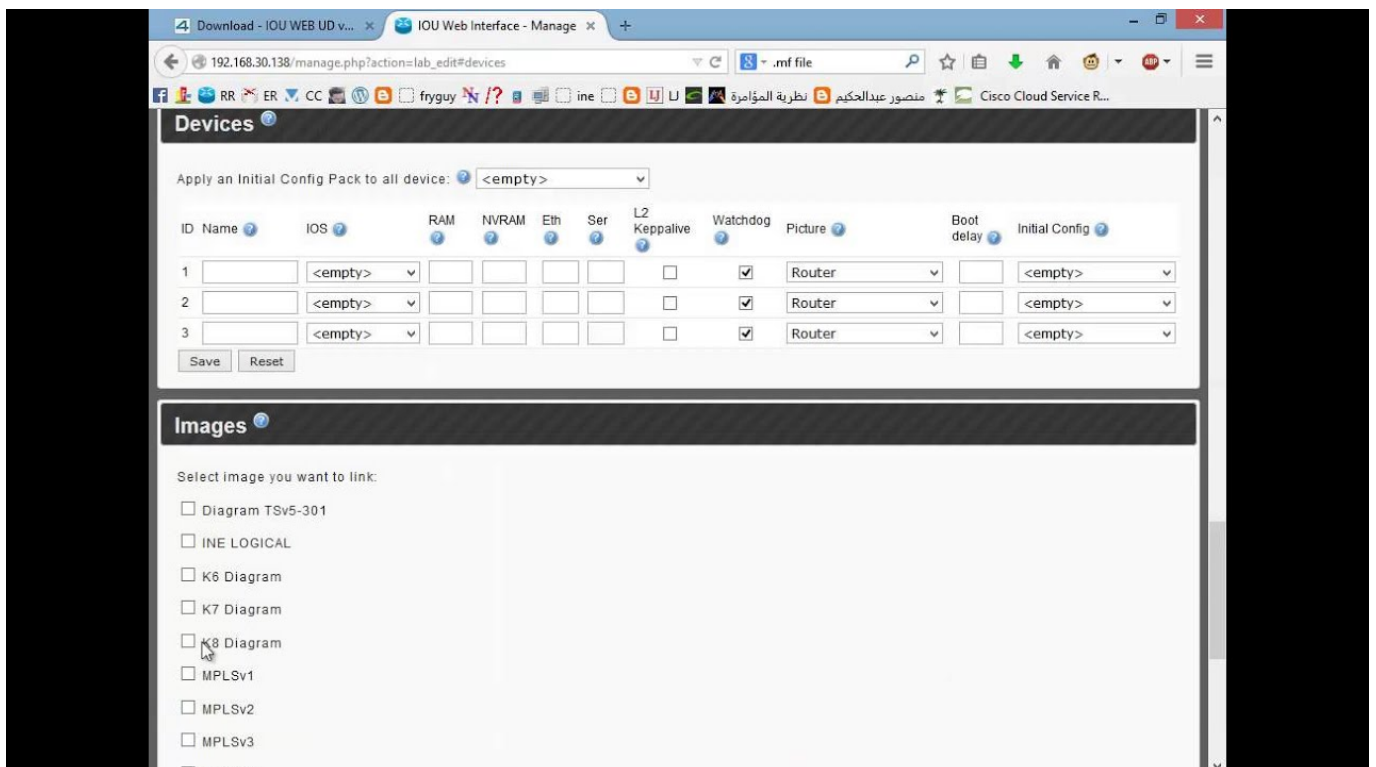 Download - IOU WEB UD v... × IOU Web Interface - Manage × +
192.168.30.138/manage.php?action=lab_edit#devices .mf file
RR ER CC fryguy /? ine U نظرية المؤامرة منصور عبدالحكيم Cisco Cloud Service R...
Devices
Apply an Initial Config Pack to all device: <empty>
ID Name IOS RAM NVRAM Eth Ser L2 Keppalive Watchdog Picture Boot delay Initial Config
1 <empty> Router <empty>
2 <empty> Router <empty>
3 <empty> Router <empty>
Save Reset
Images
Select image you want to link:
Diagram TSv5-301
INE LOGICAL
K6 Diagram
K7 Diagram
K8 Diagram
MPLSv1
MPLSv2
MPLSv3